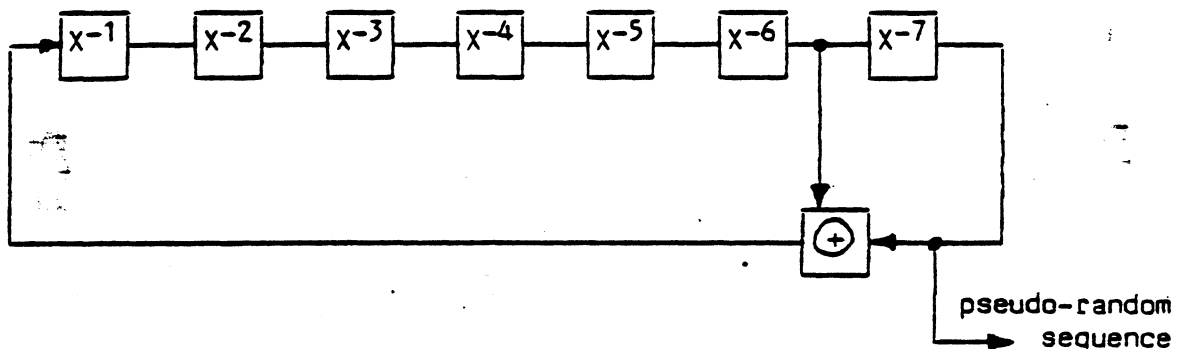 X⁻¹ X⁻² X⁻³ X⁻⁴ X⁻⁵ X⁻⁶ X⁻⁷
+
pseudo-random
sequence